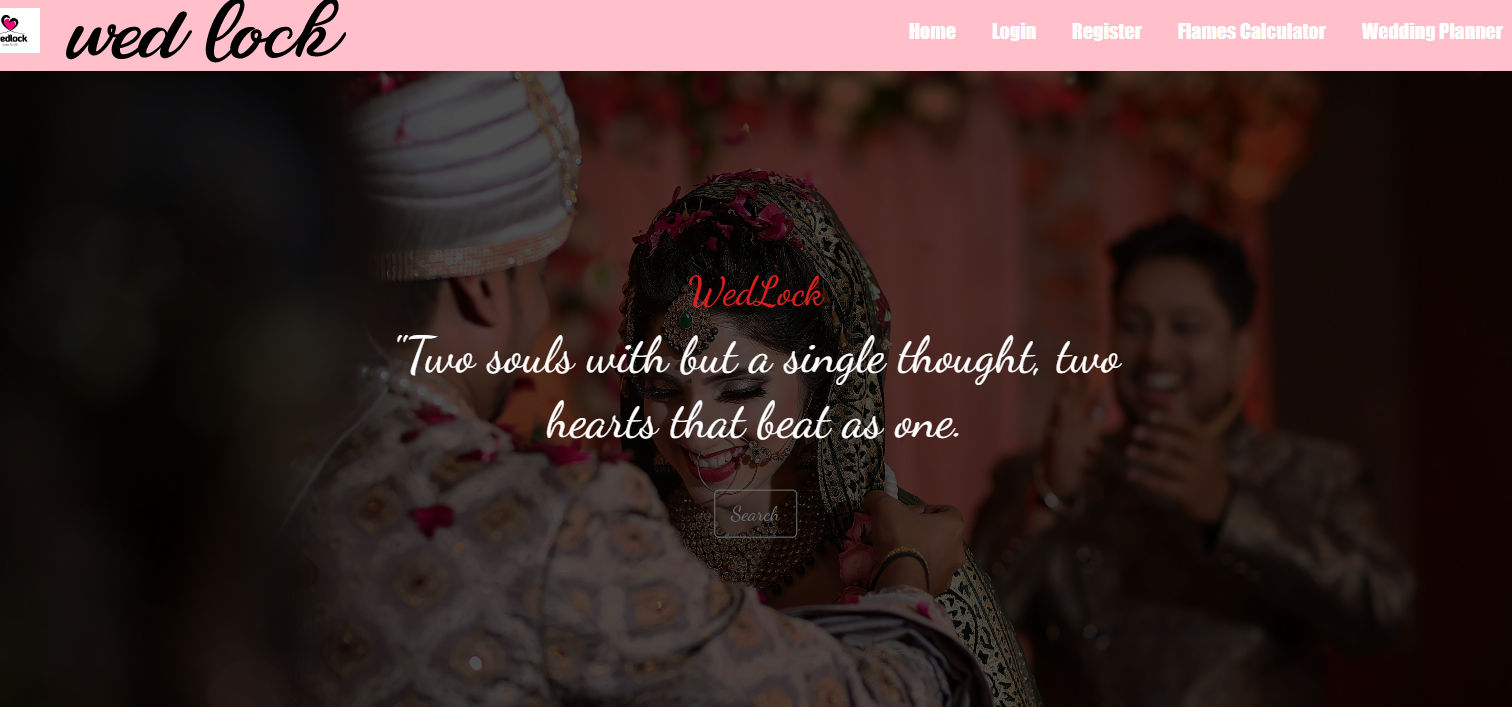 edlock
wed lock
Home Login Register Flames Calculator Wedding Planner
WedLock
"Two souls with but a single thought, two
hearts that beat as one.
Search